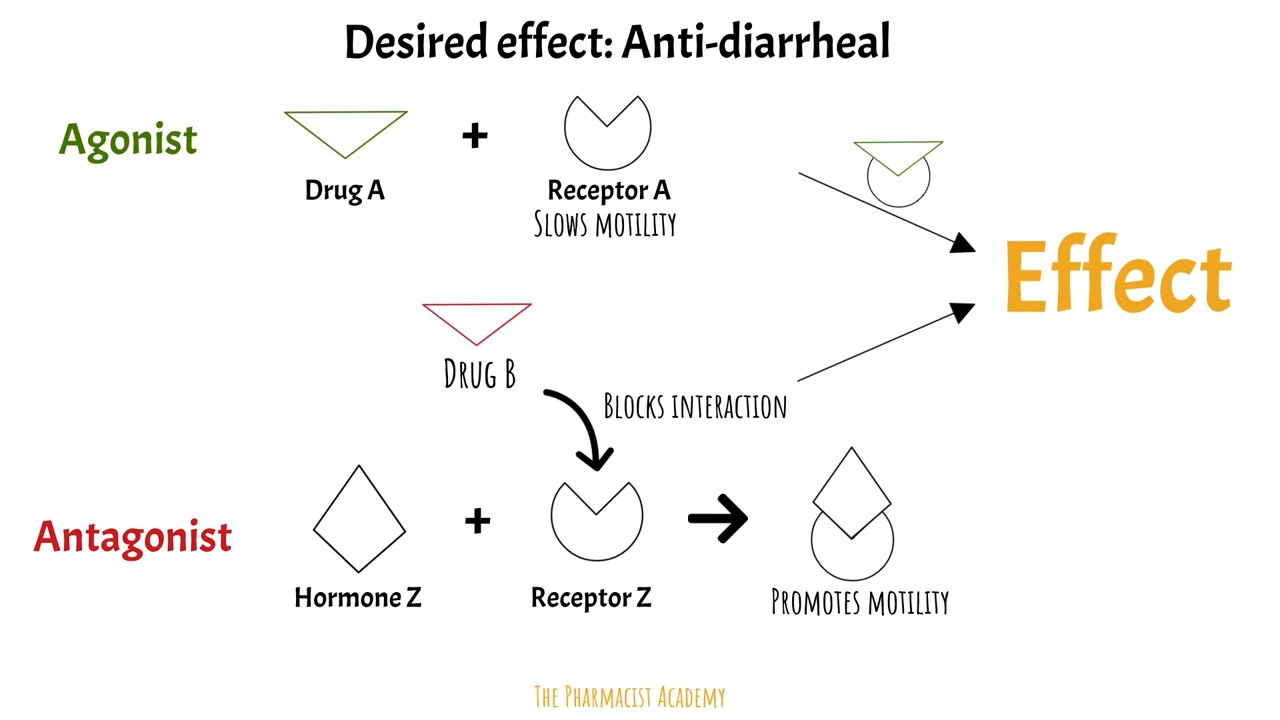 Desired effect: Anti-diarrheal
Agonist
+
Drug A
Receptor A
Slows motility
Effect
Drug B
Blocks interaction
Antagonist
+
Hormone Z
Receptor Z
Promotes motility
The Pharmacist Academy